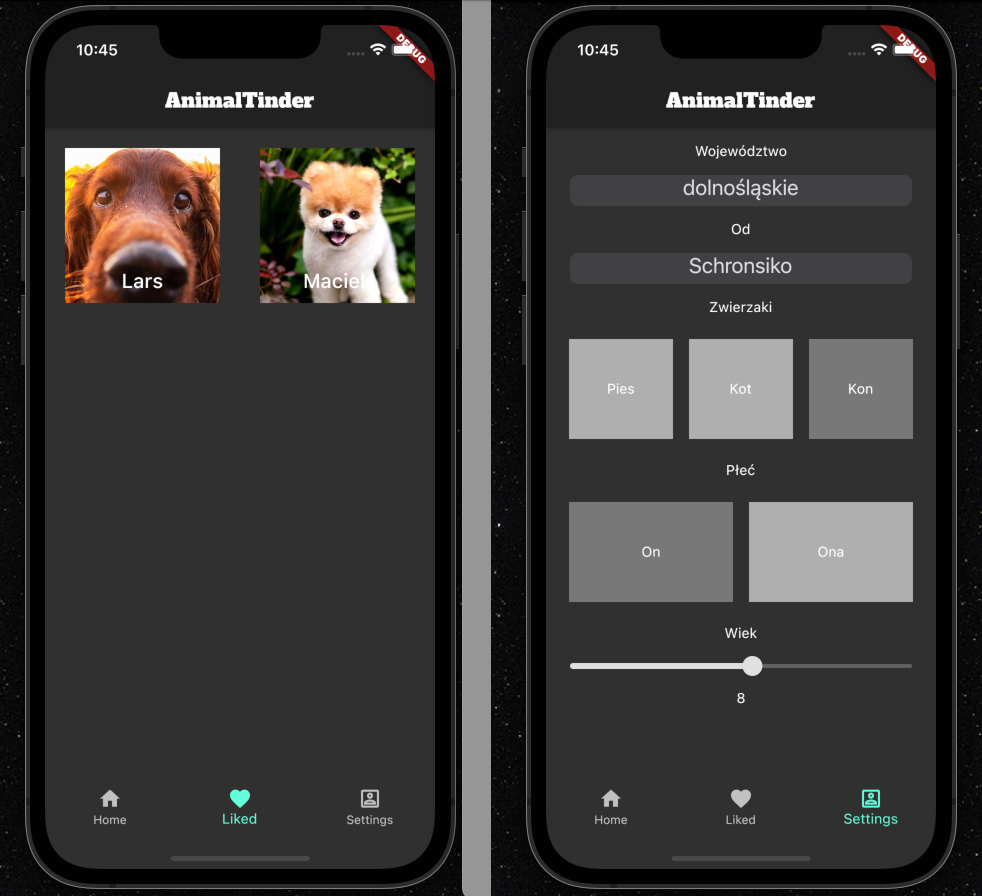 10:45
DEBUG
AnimalTinder
Lars
Maciek
Home
Liked
Settings
10:45
DEBUG
AnimalTinder
Województwo
dolnośląskie
Od
Schronsiko
Zwierzaki
Pies
Kot
Kon
Płeć
On
Ona
Wiek
8
Home
Liked
Settings